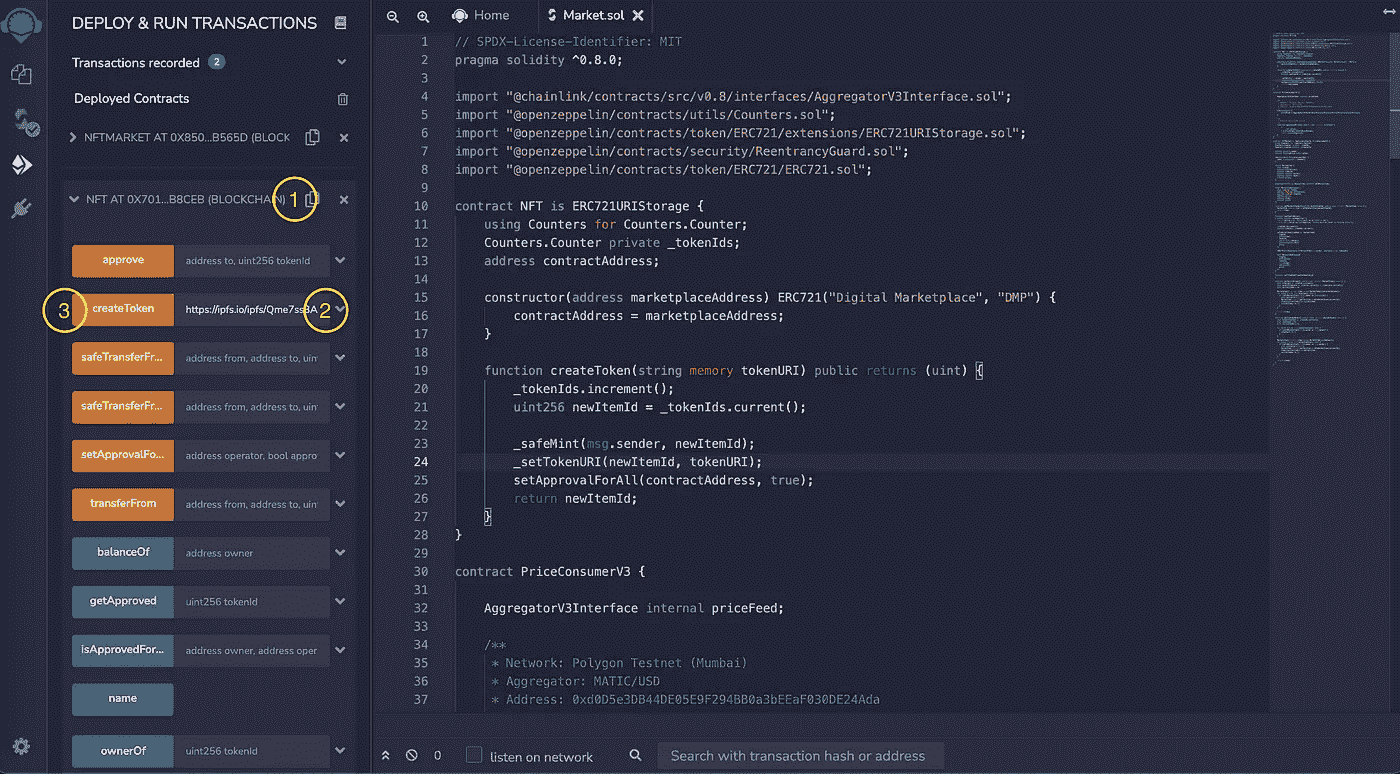 DEPLOY & RUN TRANSACTIONS
Transactions recorded 2
Deployed Contracts
NFTMARKET AT 0X850...B565D (BLOCK
NFT AT 0X701...B8CEB (BLOCKCHAIN) 1
approve address to, uint256 tokenId
3 createToken https://ipfs.io/ipfs/Qme7ssBA 2
safeTransferFr... address from, address to, uin
safeTransferFr... address from, address to, uin
setApprovalFo... address operator, bool appro
transferFrom address from, address to, uin
balanceOf address owner
getApproved uint256 tokenId
isApprovedFor... address owner, address oper
name
ownerOf uint256 tokenId
Home Market.sol
1 // SPDX-License-Identifier: MIT
2 pragma solidity ^0.8.0;
3
4 import "@chainlink/contracts/src/v0.8/interfaces/AggregatorV3Interface.sol";
5 import "@openzeppelin/contracts/utils/Counters.sol";
6 import "@openzeppelin/contracts/token/ERC721/extensions/ERC721URIStorage.sol";
7 import "@openzeppelin/contracts/security/ReentrancyGuard.sol";
8 import "@openzeppelin/contracts/token/ERC721/ERC721.sol";
9
10 contract NFT is ERC721URIStorage {
11 using Counters for Counters.Counter;
12 Counters.Counter private _tokenIds;
13 address contractAddress;
14
15 constructor(address marketplaceAddress) ERC721("Digital Marketplace", "DMP") {
16 contractAddress = marketplaceAddress;
17 }
18
19 function createToken(string memory tokenURI) public returns (uint) {
20 _tokenIds.increment();
21 uint256 newItemId = _tokenIds.current();
22
23 _safeMint(msg.sender, newItemId);
24 _setTokenURI(newItemId, tokenURI);
25 setApprovalForAll(contractAddress, true);
26 return newItemId;
27 }
28 }
29
30 contract PriceConsumerV3 {
31
32 AggregatorV3Interface internal priceFeed;
33
34 /**
35 * Network: Polygon Testnet (Mumbai)
36 * Aggregator: MATIC/USD
37 * Address: 0xd0D5e3DB44DE05E9F294BB0a3bEEaF030DE24Ada
0 listen on network Search with transaction hash or address